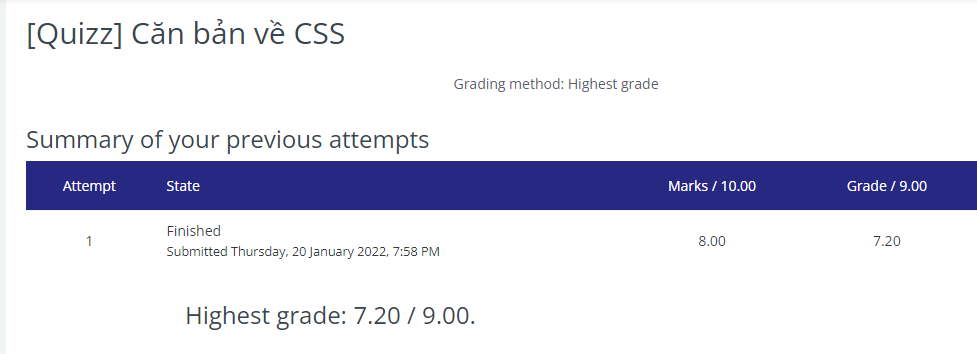 [Quizz] Căn bản về CSS
Grading method: Highest grade
Summary of your previous attempts
Attempt State Marks / 10.00 Grade / 9.00
1 Finished 8.00 7.20
Submitted Thursday, 20 January 2022, 7:58 PM
Highest grade: 7.20 / 9.00.